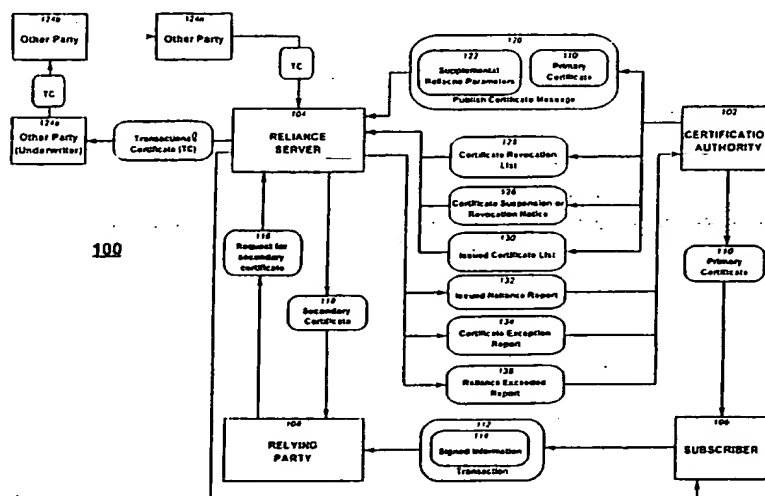 124b
Other Party
124a
Other Party
TC
TC
124a
Other Party
(Underwriter)
Transactional
Certificate (TC)
104
RELIANCE
SERVER
120
122
Supplemental
Reliance Parameters
110
Primary
Certificate
Publish Certificate Message
102
CERTIFICATION
AUTHORITY
128
Certificate Revocation
List
126
Certificate Suspension or
Revocation Notice
130
Issued Certificate List
132
Issued Reliance Report
134
Certificate Exception
Report
138
Reliance Exceeded
Report
100
116
Request for
secondary
certificate
118
Secondary
Certificate
110
Primary
Certificate
108
RELYING
PARTY
112
114
Signed Information
Transaction
106
SUBSCRIBER